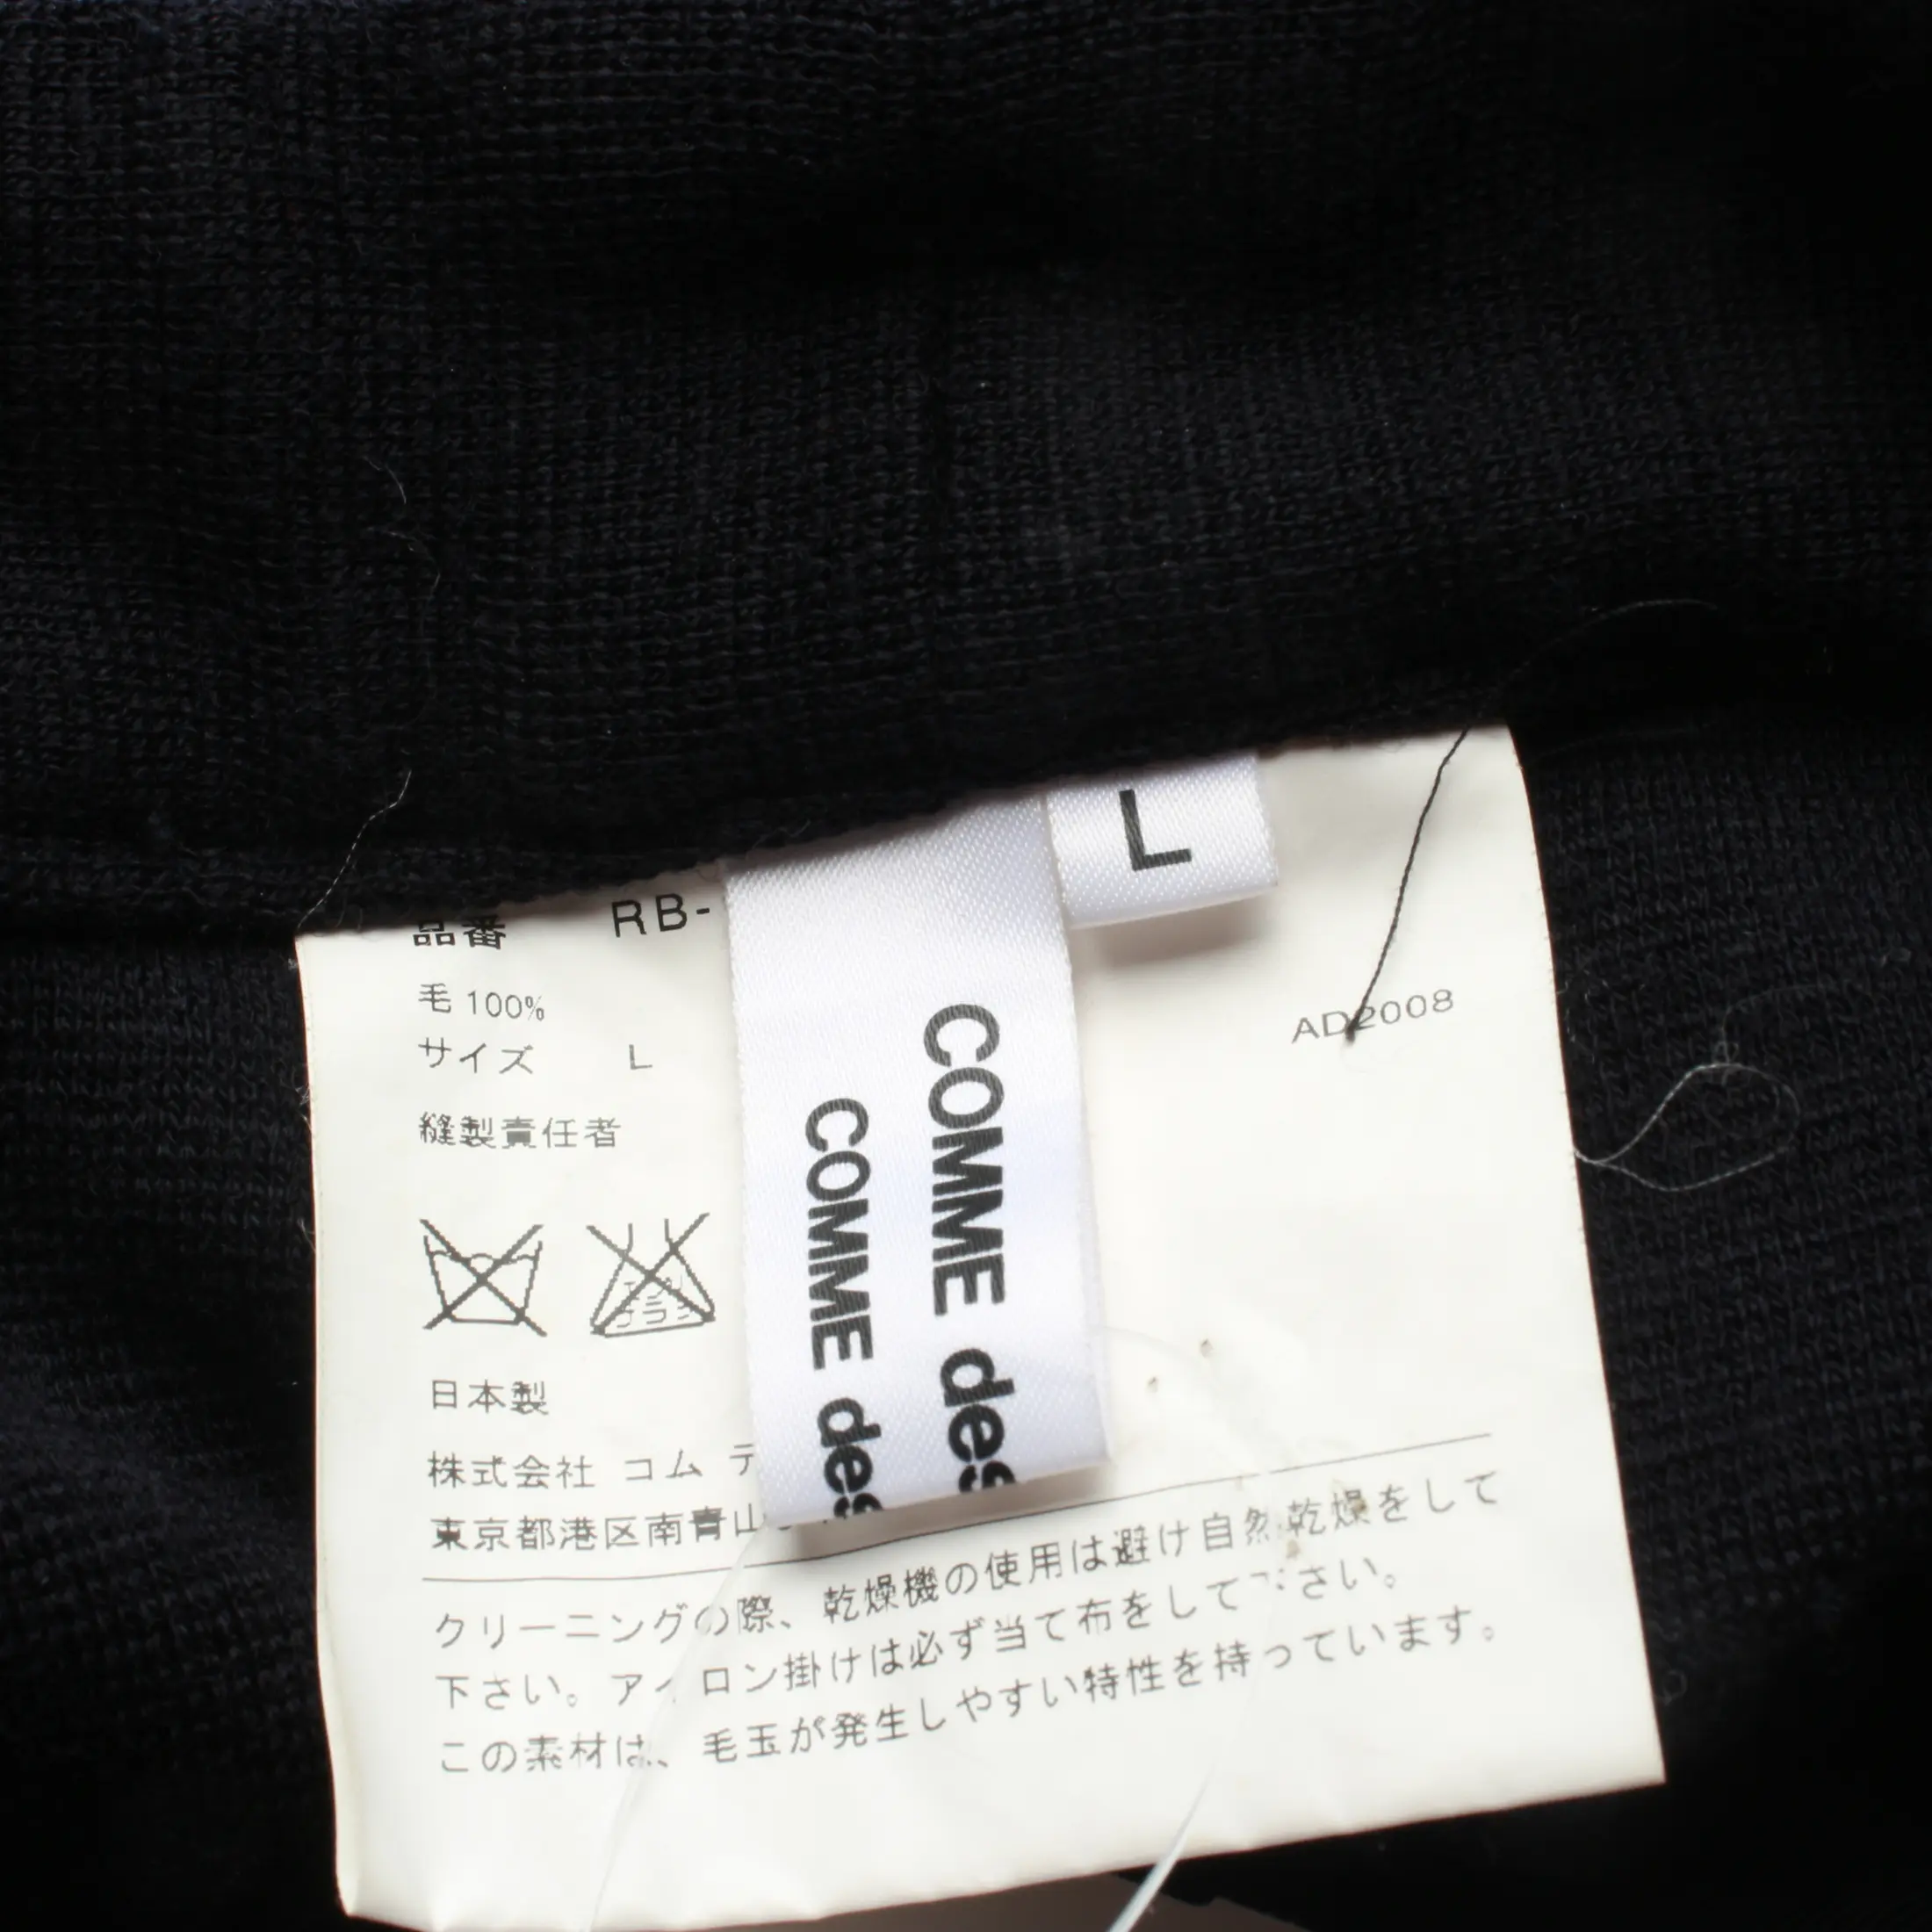 L
品番 RB-
毛 100%
AD2008
サイズ L
縫製責任者
COMME des
COMME des
日本製
株式会社 コム デ
東京都港区南青山
クリーニングの際、乾燥機の使用は避け自然乾燥をして
下さい。アイロン掛けは必ず当て布をして下さい。
この素材は、毛玉が発生しやすい特性を持っています。